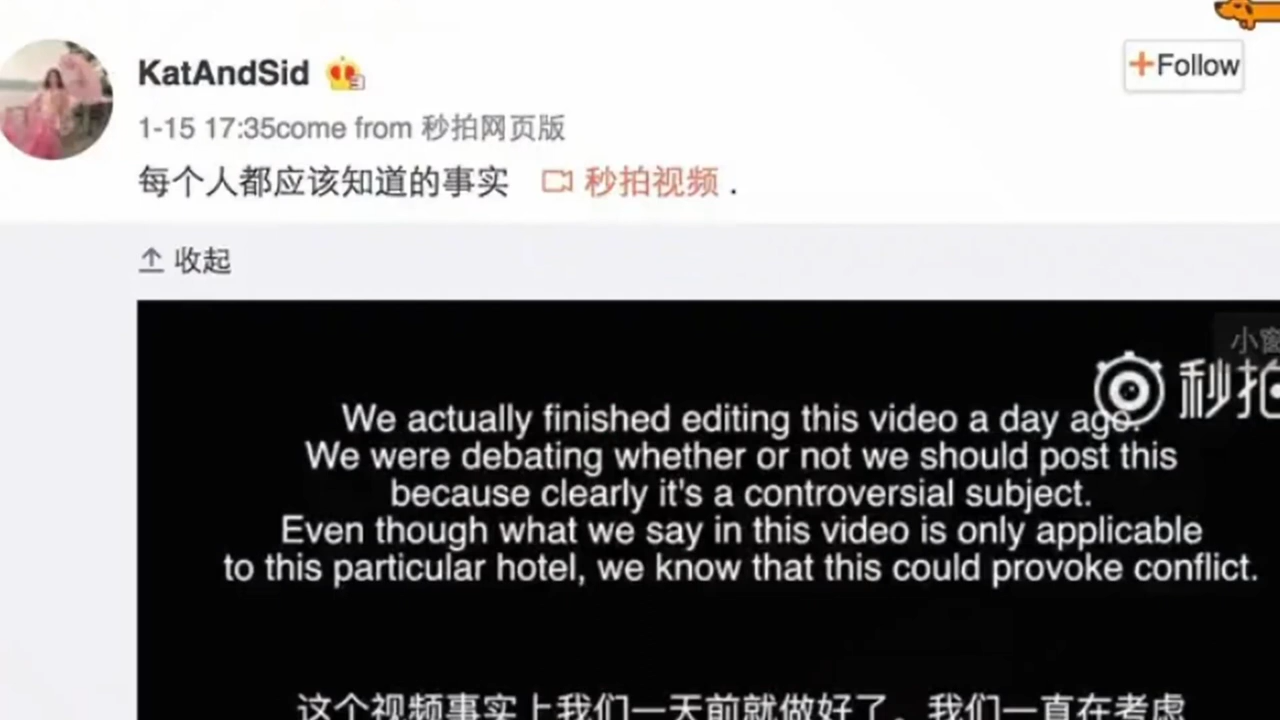 KatAndSid
+Follow
1-15 17:35come from 秒拍网页版
每个人都应该知道的事实 秒拍视频 .
收起
小窗
秒拍
We actually finished editing this video a day ago.
We were debating whether or not we should post this
because clearly it's a controversial subject.
Even though what we say in this video is only applicable
to this particular hotel, we know that this could provoke conflict.
这个视频事实上我们一天前就做好了。我们一直在考虑